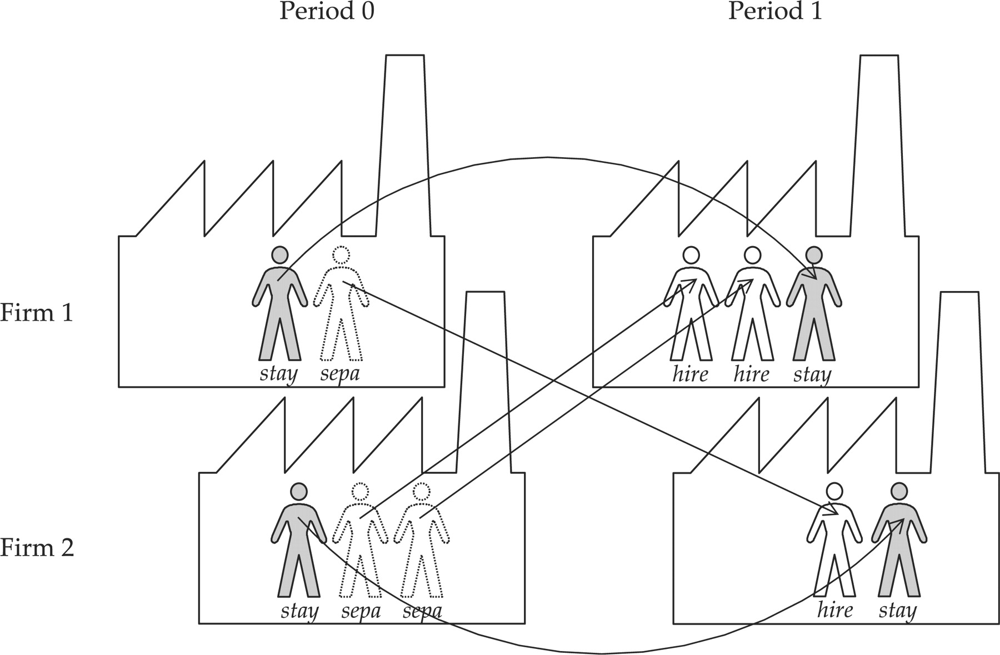 Period 0 Period 1
Firm 1
stay sepa hire hire stay
Firm 2
stay sepa sepa hire stay